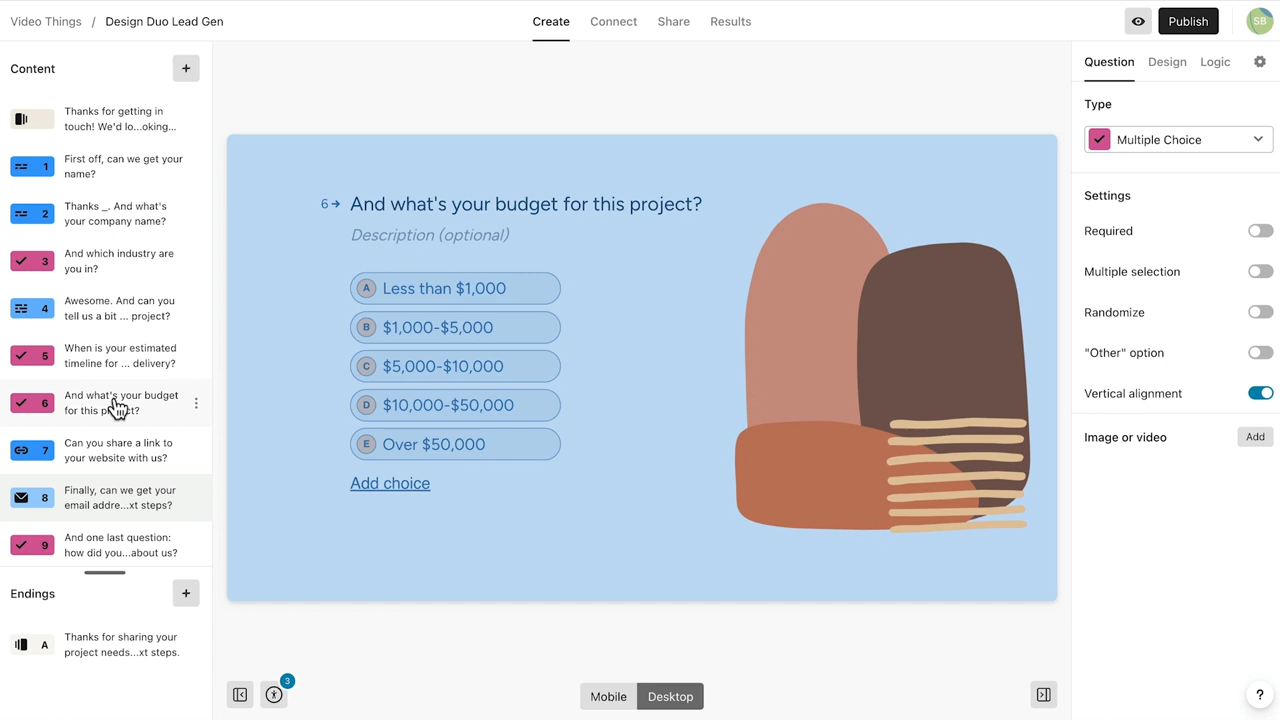 Video Things / Design Duo Lead Gen
Create
Connect
Share
Results
Publish
SB
Content
+
Thanks for getting in
touch! We'd lo...oking...
1 First off, can we get your
name?
2 Thanks _. And what's
your company name?
3 And which industry are
you in?
4 Awesome. And can you
tell us a bit ... project?
5 When is your estimated
timeline for ... delivery?
6 And what's your budget
for this p
ct?
7 Can you share a link to
your website with us?
8 Finally, can we get your
email addre...xt steps?
9 And one last question:
how did you...about us?
Endings
+
A Thanks for sharing your
project needs...xt steps.
6→ And what's your budget for this project?
Description (optional)
A Less than $1,000
B $1,000-$5,000
C $5,000-$10,000
D $10,000-$50,000
E Over $50,000
Add choice
3
Mobile
Desktop
Question
Design
Logic
Type
Multiple Choice
Settings
Required
Multiple selection
Randomize
"Other" option
Vertical alignment
Image or video
Add
?